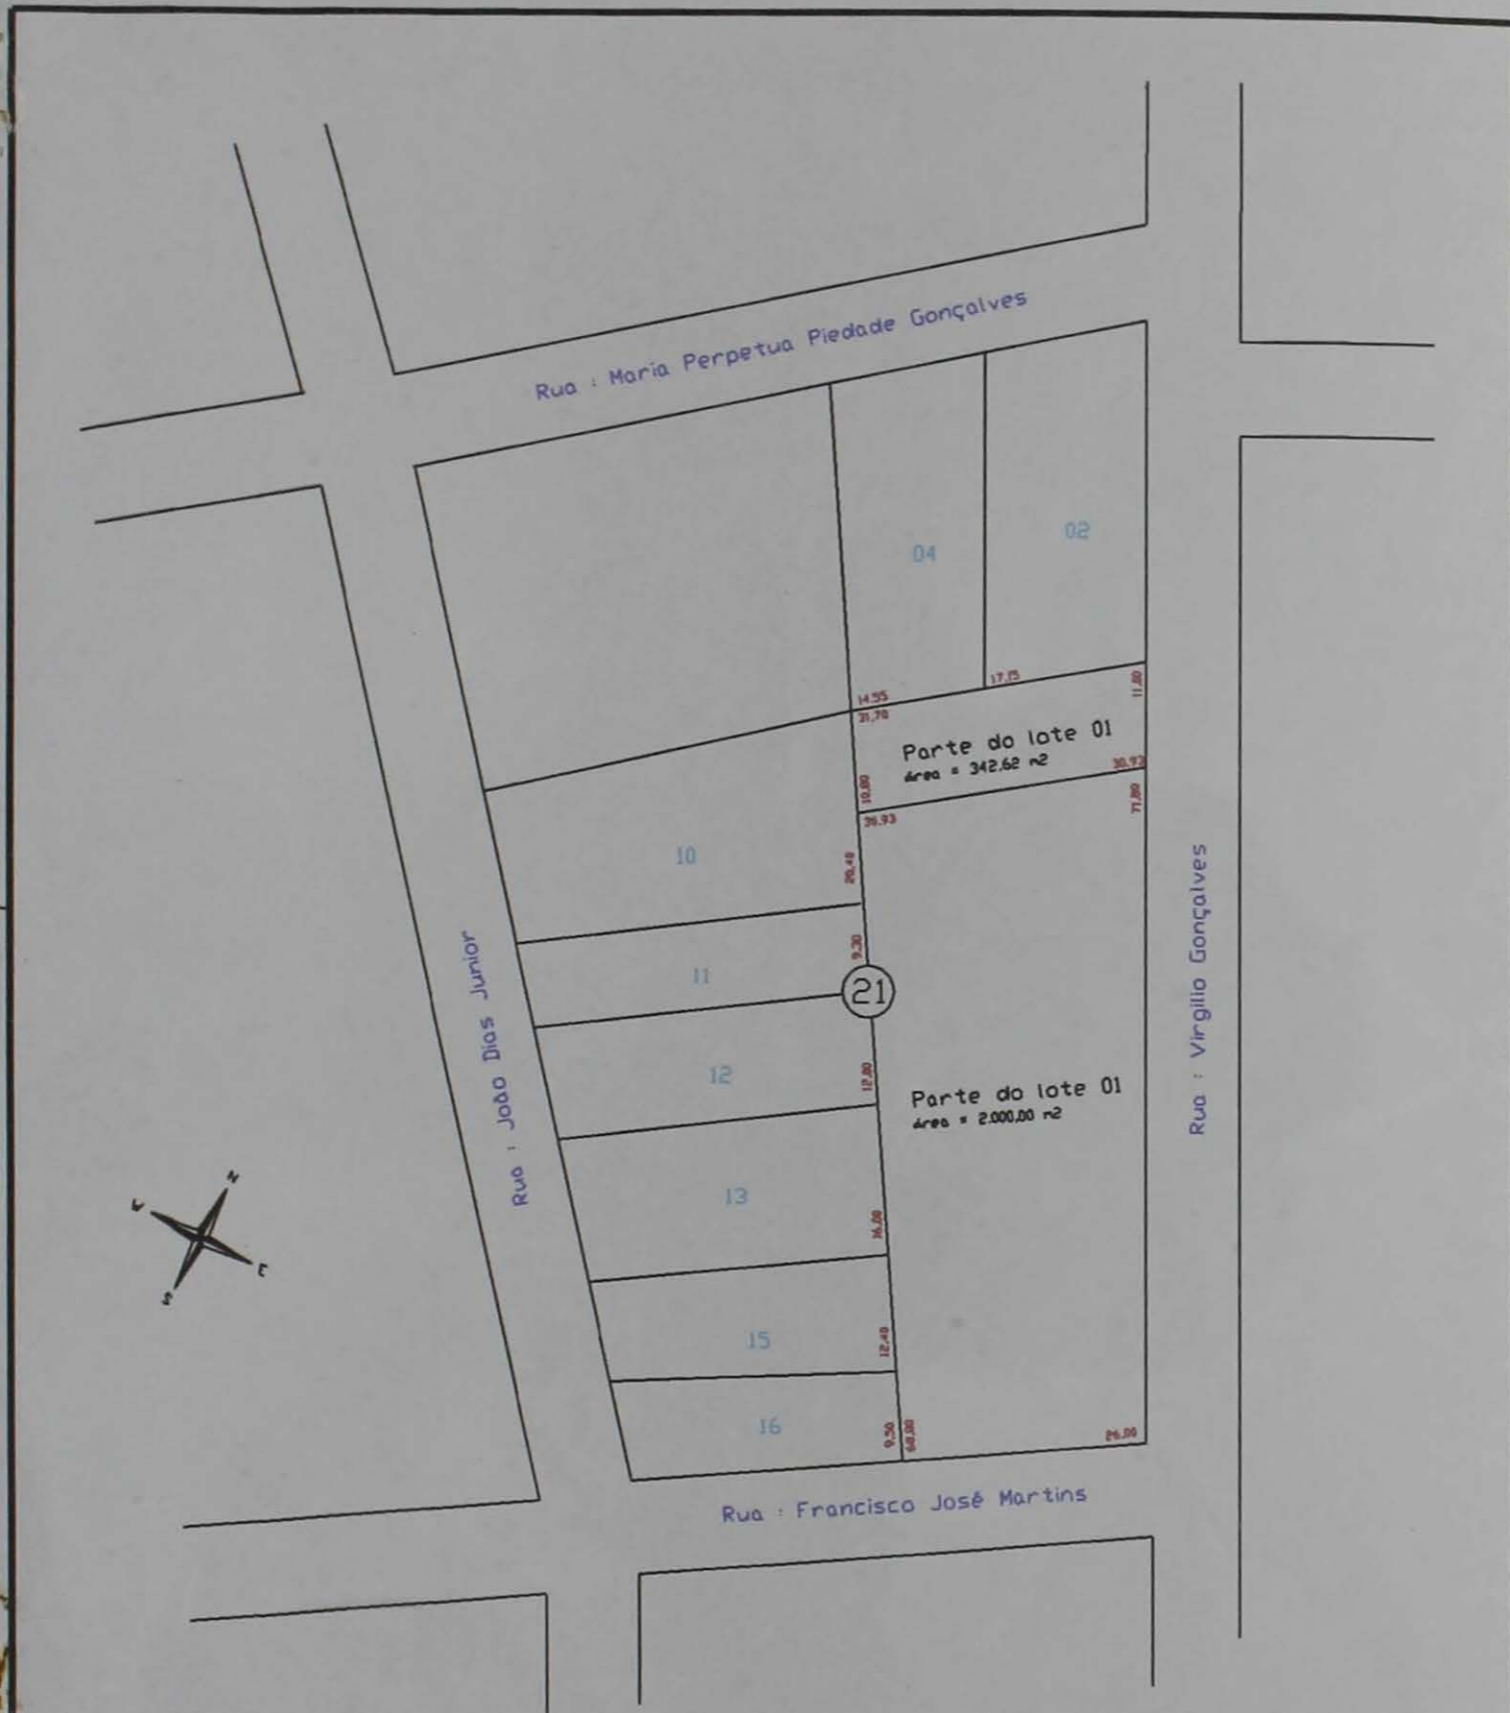 Rua : Maria Perpetua Piedade Gonçalves
04
02
14.55
17.15
31,70
11,80
Parte do lote 01
área = 342,62 m2
10,80
30.93
30.93
71,80
10
20,40
9.30
11
21
12
12,00
Parte do lote 01
área = 2.000,00 m2
13
16,00
15
12,40
16
9,50
68,80
26,00
Rua : João Dias Junior
Rua : Virgilio Gonçalves
Rua : Francisco José Martins
N
S